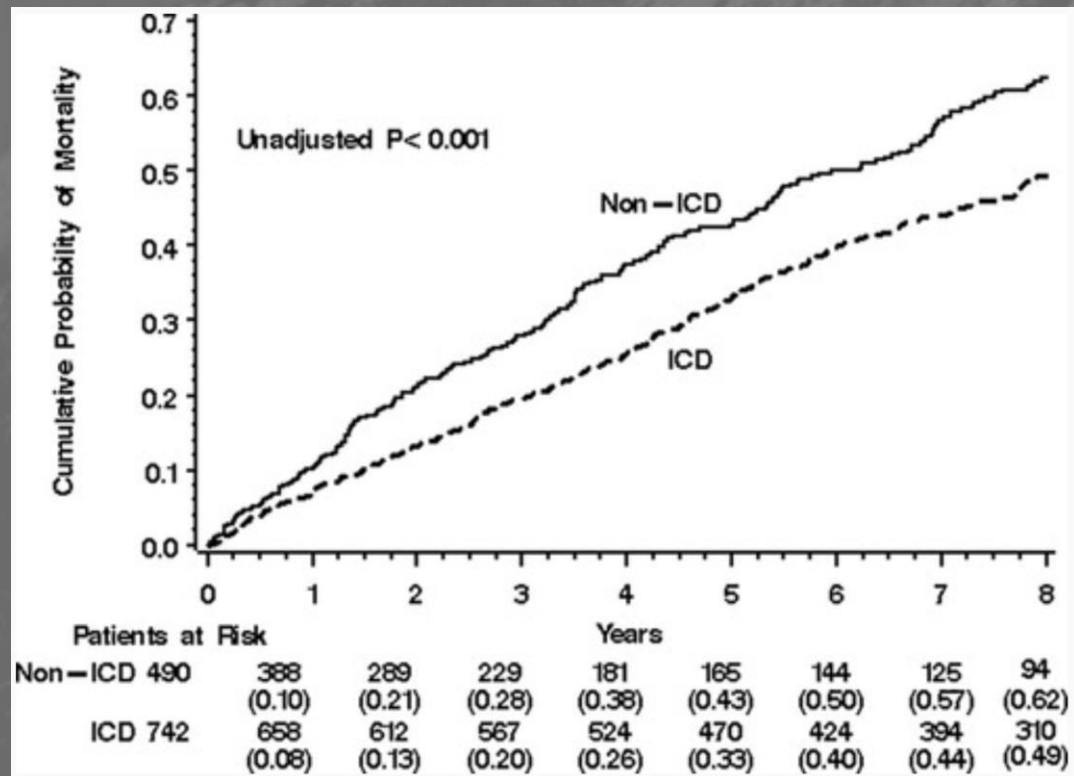 0.7
0.6
0.5
0.4
0.3
0.2
0.1
0.0
Cumulative Probability of Mortality
Unadjusted P< 0.001
Non-ICD
ICD
0 1 2 3 4 5 6 7 8
Patients at Risk Years
Non-ICD 490 388 289 229 181 165 144 125 94
(0.10) (0.21) (0.28) (0.38) (0.43) (0.50) (0.57) (0.62)
ICD 742 658 612 567 524 470 424 394 310
(0.08) (0.13) (0.20) (0.26) (0.33) (0.40) (0.44) (0.49)